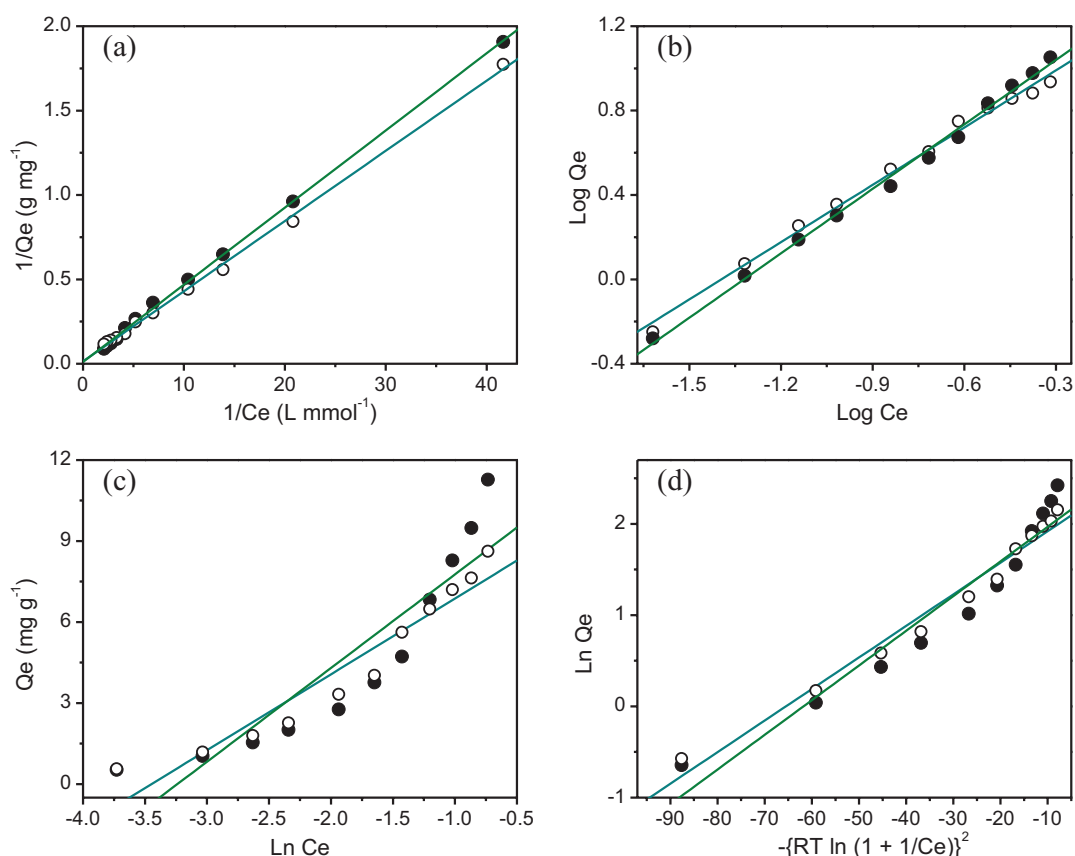 (a)
2.0
1.5
1.0
0.5
0.0
1/Qe (g mg⁻¹)
0 10 20 30 40
1/Ce (L mmol⁻¹)
(b)
1.2
0.8
0.4
0.0
-0.4
Log Qe
-1.5 -1.2 -0.9 -0.6 -0.3
Log Ce
(c)
12
9
6
3
0
Qe (mg g⁻¹)
-4.0 -3.5 -3.0 -2.5 -2.0 -1.5 -1.0 -0.5
Ln Ce
(d)
2
1
0
-1
Ln Qe
-90 -80 -70 -60 -50 -40 -30 -20 -10
-{RT ln (1 + 1/Ce)}²